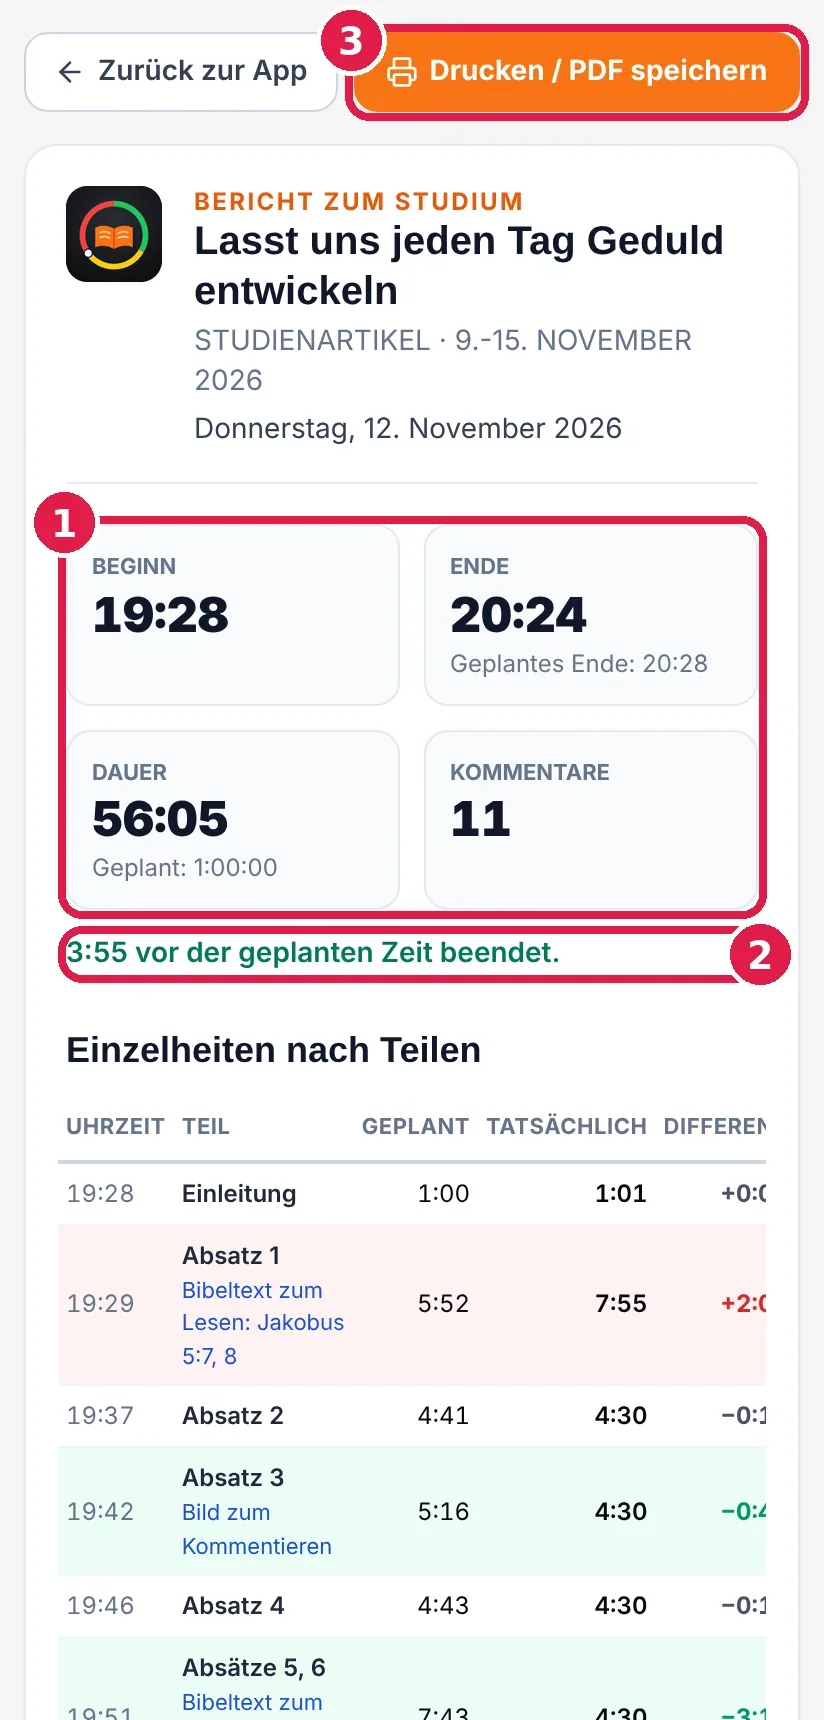 Zurück zur App
3
Drucken / PDF speichern
BERICHT ZUM STUDIUM
Lasst uns jeden Tag Geduld
entwickeln
STUDIENARTIKEL · 9.-15. NOVEMBER
2026
Donnerstag, 12. November 2026
1
BEGINN
19:28
ENDE
20:24
Geplantes Ende: 20:28
DAUER
56:05
Geplant: 1:00:00
KOMMENTARE
11
3:55 vor der geplanten Zeit beendet.
2
Einzelheiten nach Teilen
UHRZEIT TEIL GEPLANT TATSÄCHLICH
19:28 Einleitung 1:00 1:01
Absatz 1
Bibeltext zum
19:29 5:52 7:55
Lesen: Jakobus
5:7, 8
19:37 Absatz 2 4:41 4:30
Absatz 3
19:42 Bild zum 5:16 4:30
Kommentieren
19:46 Absatz 4 4:43 4:30
Absätze 5, 6
Bibeltext zum
19:51 7:43 4:30